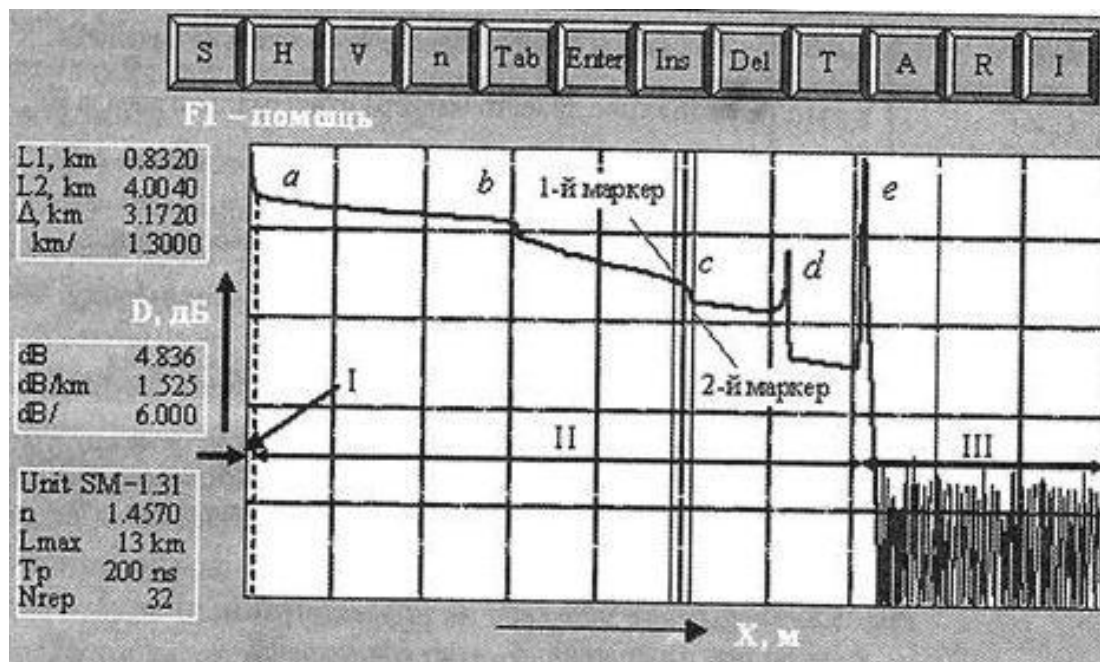 S H V n Tab Enter Ins Del T A R I
F1 – помощь
L1, km 0.8320
L2, km 4.0040
Δ, km 3.1720
km/ 1.3000
D, дБ
dB 4.836
dB/km 1.525
dB/ 6.000
Unit SM-1.31
n 1.4570
Lmax 13 km
Tp 200 ns
Nrep 32
a
b
1-й маркер
c
d
e
2-й маркер
I
II
III
X, м